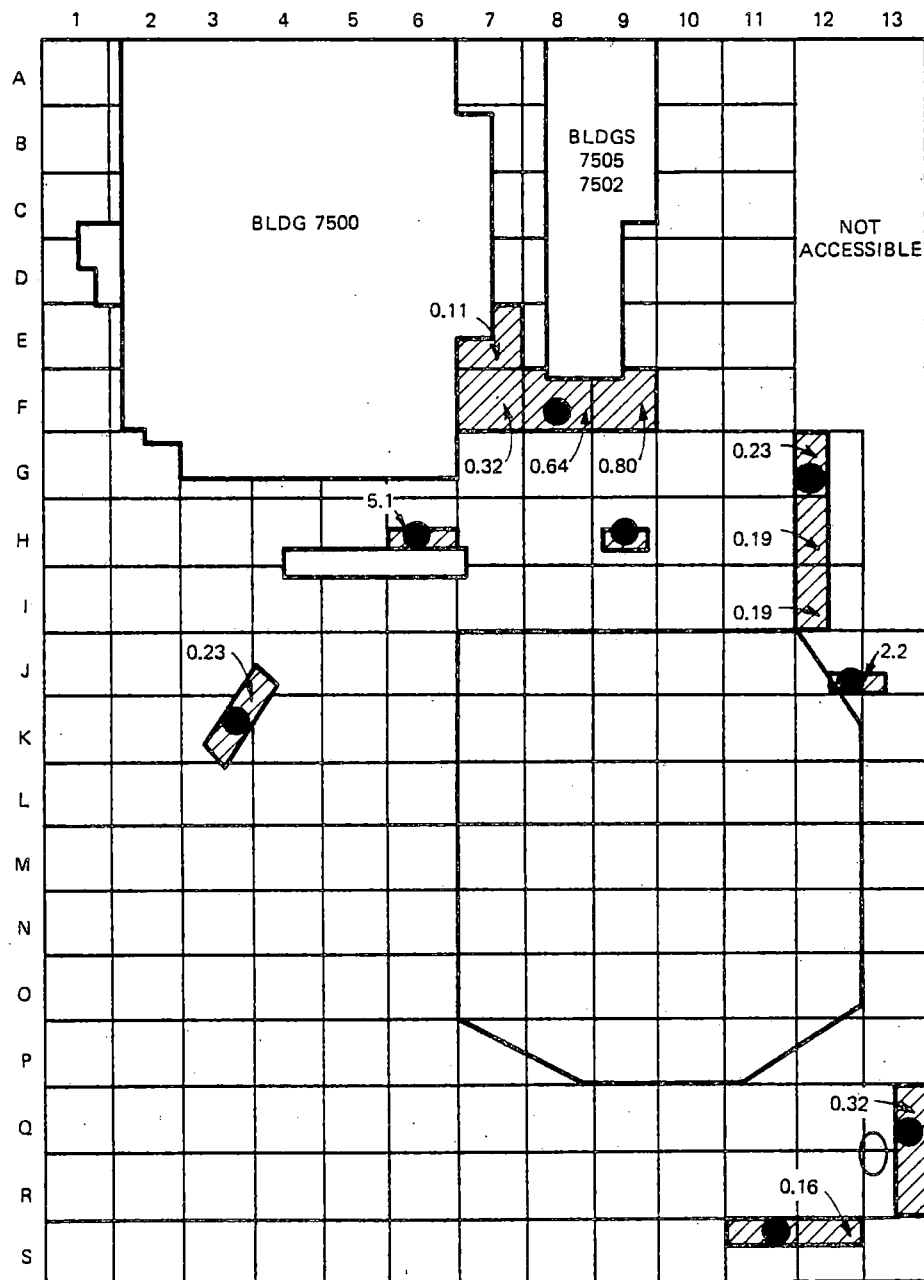 1 2 3 4 5 6 7 8 9 10 11 12 13
A
B
BLDGS
7505
7502
C
BLDG 7500
NOT
ACCESSIBLE
D
E
0.11
F
G
0.32 0.64 0.80
0.23
5.1
H
0.19
I
0.19
J
0.23
2.2
K
L
M
N
O
P
Q
0.32
R
0.16
S